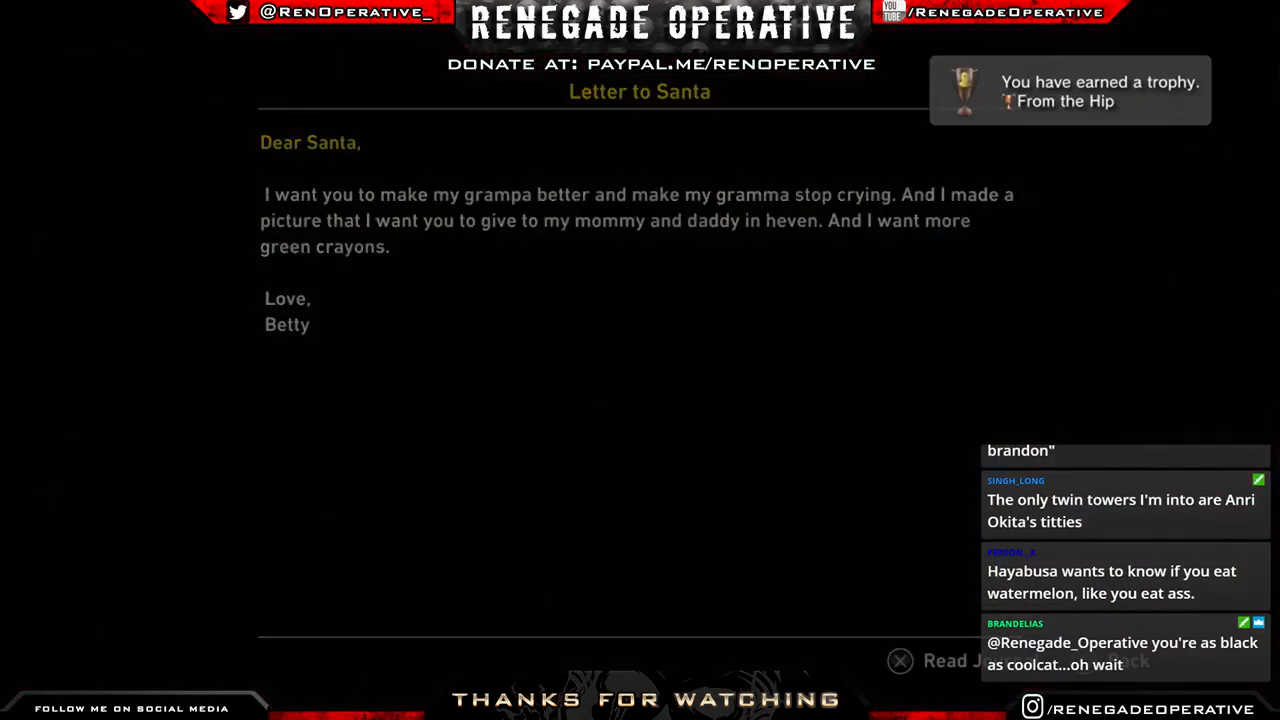 @RenOperative_
RENEGADE OPERATIVE
YOU TUBE /RenegadeOperative
DONATE AT: PAYPAL.ME/RENOPERATIVE
Letter to Santa
You have earned a trophy.
From the Hip
Dear Santa,
I want you to make my grampa better and make my gramma stop crying. And I made a
picture that I want you to give to my mommy and daddy in heven. And I want more
green crayons.
Love,
Betty
brandon"
SINGH_LONG
The only twin towers I'm into are Anri
Okita's titties
PERSON_X
Hayabusa wants to know if you eat
watermelon, like you eat ass.
BRANDELIAS
@Renegade_Operative you're as black
as coolcat...oh wait
Read
THANKS FOR WATCHING
FOLLOW ME ON SOCIAL MEDIA
/RENEGADEOPERATIVE